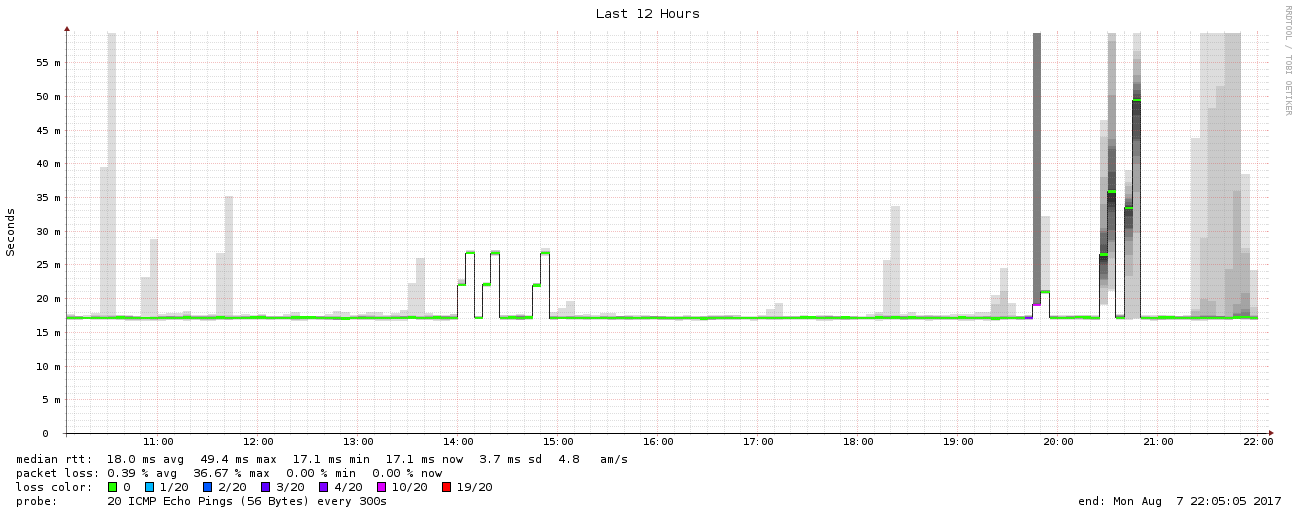 Last 12 Hours
RRDTOOL / TOBI OETIKER
Seconds
55 m
50 m
45 m
40 m
35 m
30 m
25 m
20 m
15 m
10 m
5 m
0
11:00 12:00 13:00 14:00 15:00 16:00 17:00 18:00 19:00 20:00 21:00 22:00
median rtt: 18.0 ms avg 49.4 ms max 17.1 ms min 17.1 ms now 3.7 ms sd 4.8 am/s
packet loss: 0.39 % avg 36.67 % max 0.00 % min 0.00 % now
loss color: 0 1/20 2/20 3/20 4/20 10/20 19/20
probe: 20 ICMP Echo Pings (56 Bytes) every 300s end: Mon Aug 7 22:05:05 2017